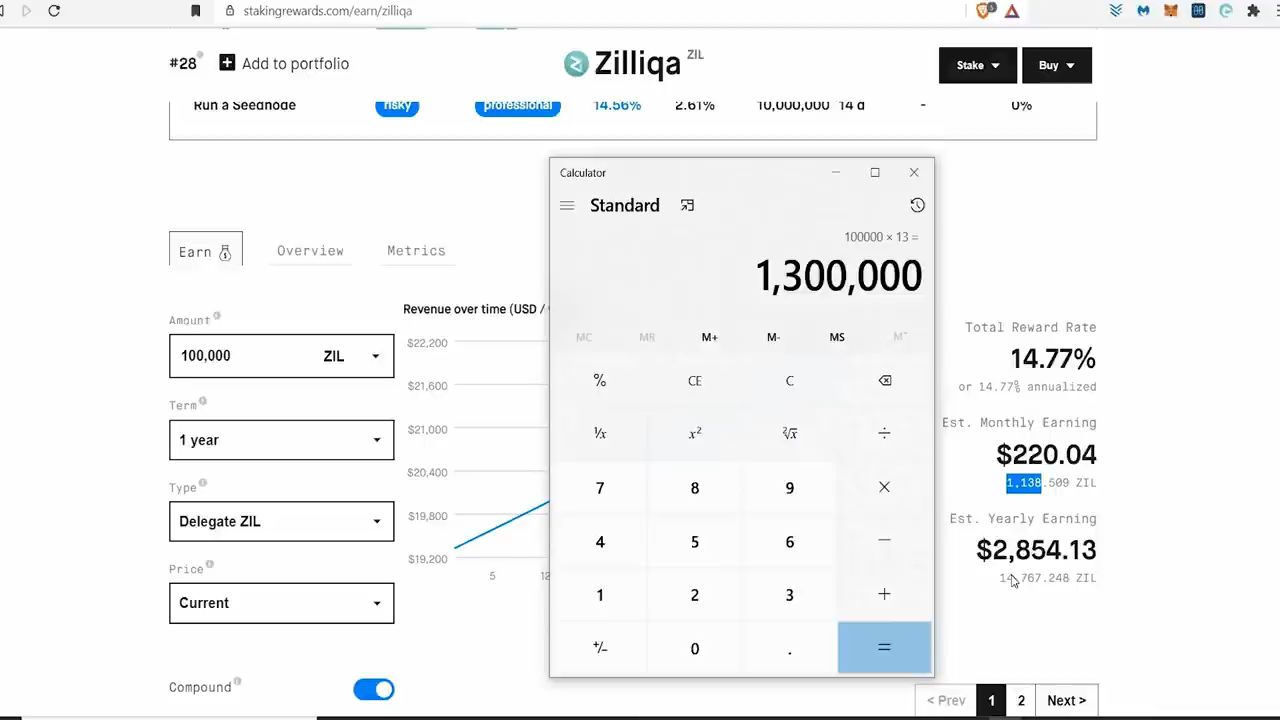 stakingrewards.com/earn/zilliqa
#28 Add to portfolio Zilliqa ZIL Stake Buy
Run a Seednode risky professional 14.56% 2.61% 10,000,000 14 d - 0%
Calculator
Standard
100000 × 13 =
1,300,000
MC MR M+ M- MS M˅
% CE C
¹/x x² ²√x ÷
7 8 9 ×
4 5 6 −
1 2 3 +
+/− 0 . =
Earn Overview Metrics
Amount
100,000 ZIL
Term
1 year
Type
Delegate ZIL
Price
Current
Compound
Revenue over time (USD /
$22,200
$21,600
$21,000
$20,400
$19,800
$19,200
5 12
Total Reward Rate
14.77%
or 14.77% annualized
Est. Monthly Earning
$220.04
1,138.509 ZIL
Est. Yearly Earning
$2,854.13
14,767.248 ZIL
< Prev 1 2 Next >